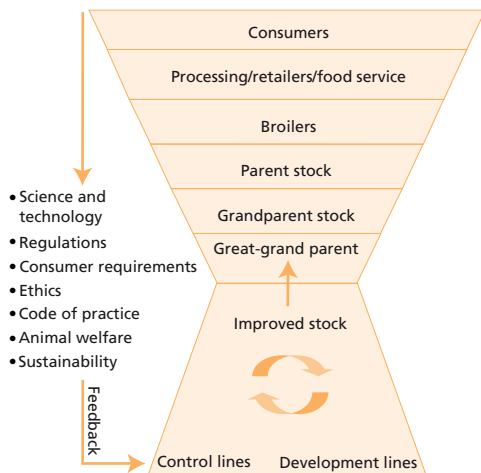 Consumers
Processing/retailers/food service
Broilers
Parent stock
Grandparent stock
Great-grand parent
Improved stock
Control lines
Development lines
• Science and
technology
• Regulations
• Consumer requirements
• Ethics
• Code of practice
• Animal welfare
• Sustainability
Feedback